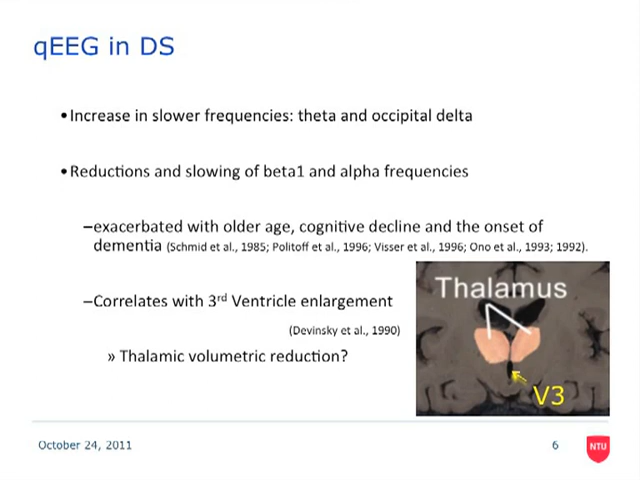 qEEG in DS
•Increase in slower frequencies: theta and occipital delta
•Reductions and slowing of beta1 and alpha frequencies
–exacerbated with older age, cognitive decline and the onset of
dementia (Schmid et al., 1985; Politoff et al., 1996; Visser et al., 1996; Ono et al., 1993; 1992).
–Correlates with 3rd Ventricle enlargement
(Devinsky et al., 1990)
» Thalamic volumetric reduction?
Thalamus
V3
October 24, 2011
6
NTU